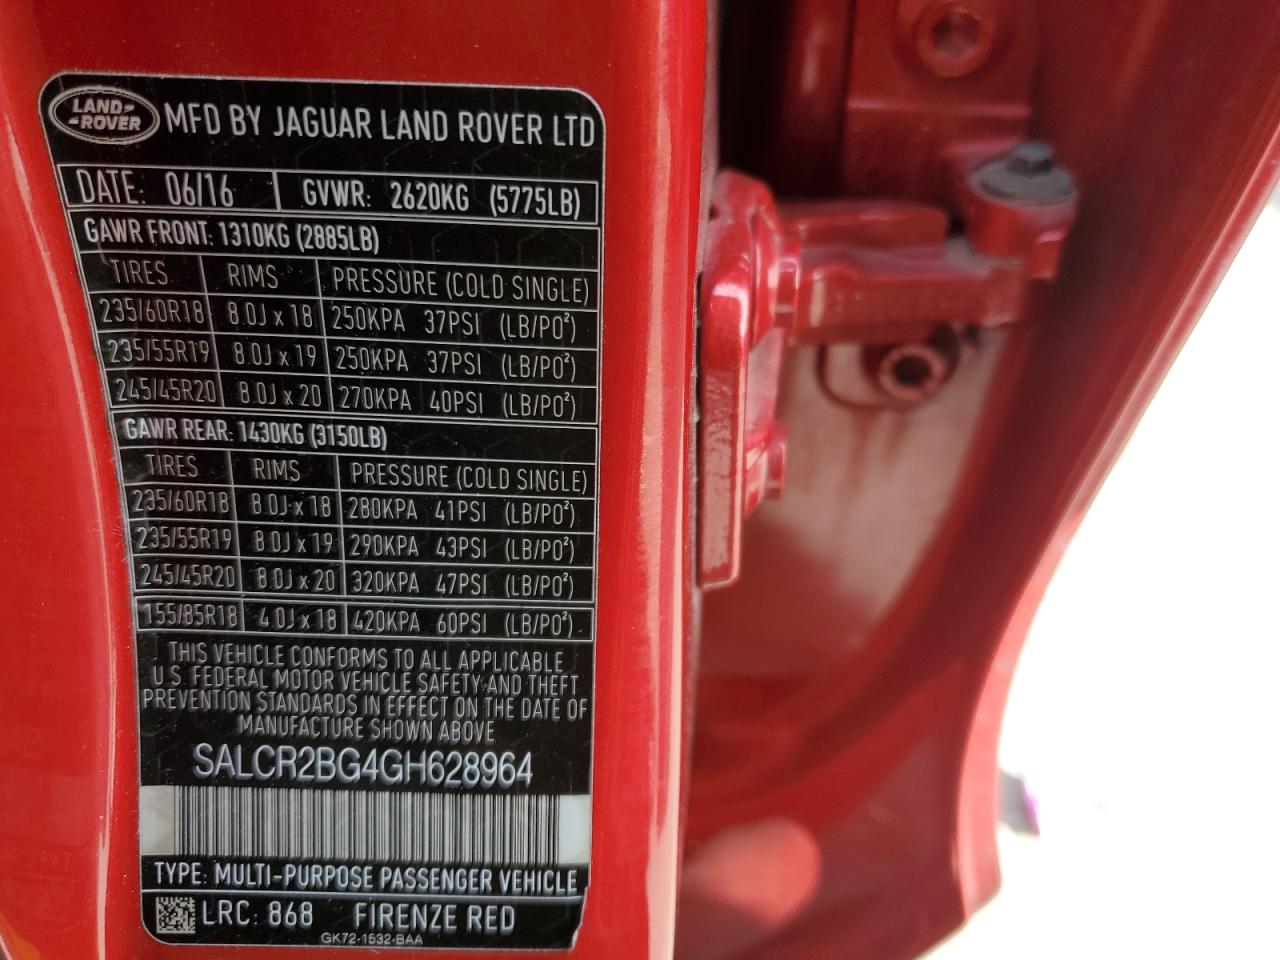 LAND-
-ROVER
MFD BY JAGUAR LAND ROVER LTD
DATE: 06/16 GVWR: 2620KG (5775LB)
GAWR FRONT: 1310KG (2885LB)
TIRES RIMS PRESSURE (COLD SINGLE)
235/60R18 8.0J x 18 250KPA 37PSI (LB/PO²)
235/55R19 8.0J x 19 250KPA 37PSI (LB/PO²)
245/45R20 8.0J x 20 270KPA 40PSI (LB/PO²)
GAWR REAR: 1430KG (3150LB)
TIRES RIMS PRESSURE (COLD SINGLE)
235/60R18 8.0J x 18 280KPA 41PSI (LB/PO²)
235/55R19 8.0J x 19 290KPA 43PSI (LB/PO²)
245/45R20 8.0J x 20 320KPA 47PSI (LB/PO²)
155/85R18 4.0J x 18 420KPA 60PSI (LB/PO²)
THIS VEHICLE CONFORMS TO ALL APPLICABLE
U.S. FEDERAL MOTOR VEHICLE SAFETY AND THEFT
PREVENTION STANDARDS IN EFFECT ON THE DATE OF
MANUFACTURE SHOWN ABOVE
SALCR2BG4GH628964
TYPE: MULTI-PURPOSE PASSENGER VEHICLE
LRC: 868 FIRENZE RED
GK72-1532-BAA